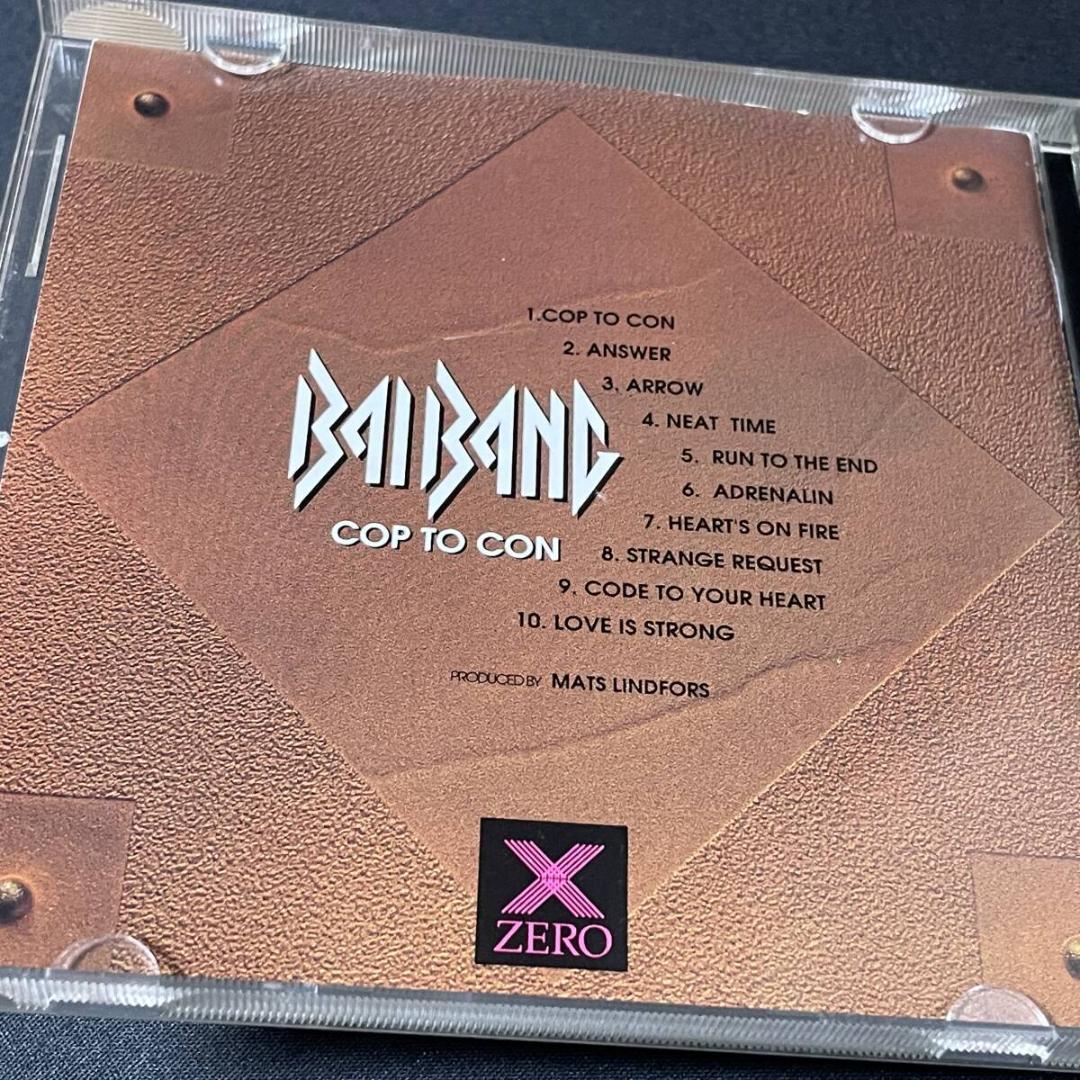 BAI BANG
COP TO CON
1.COP TO CON
2. ANSWER
3. ARROW
4. NEAT TIME
5. RUN TO THE END
6. ADRENALIN
7. HEART'S ON FIRE
8. STRANGE REQUEST
9. CODE TO YOUR HEART
10. LOVE IS STRONG
PRODUCED BY MATS LINDFORS
X
ZERO